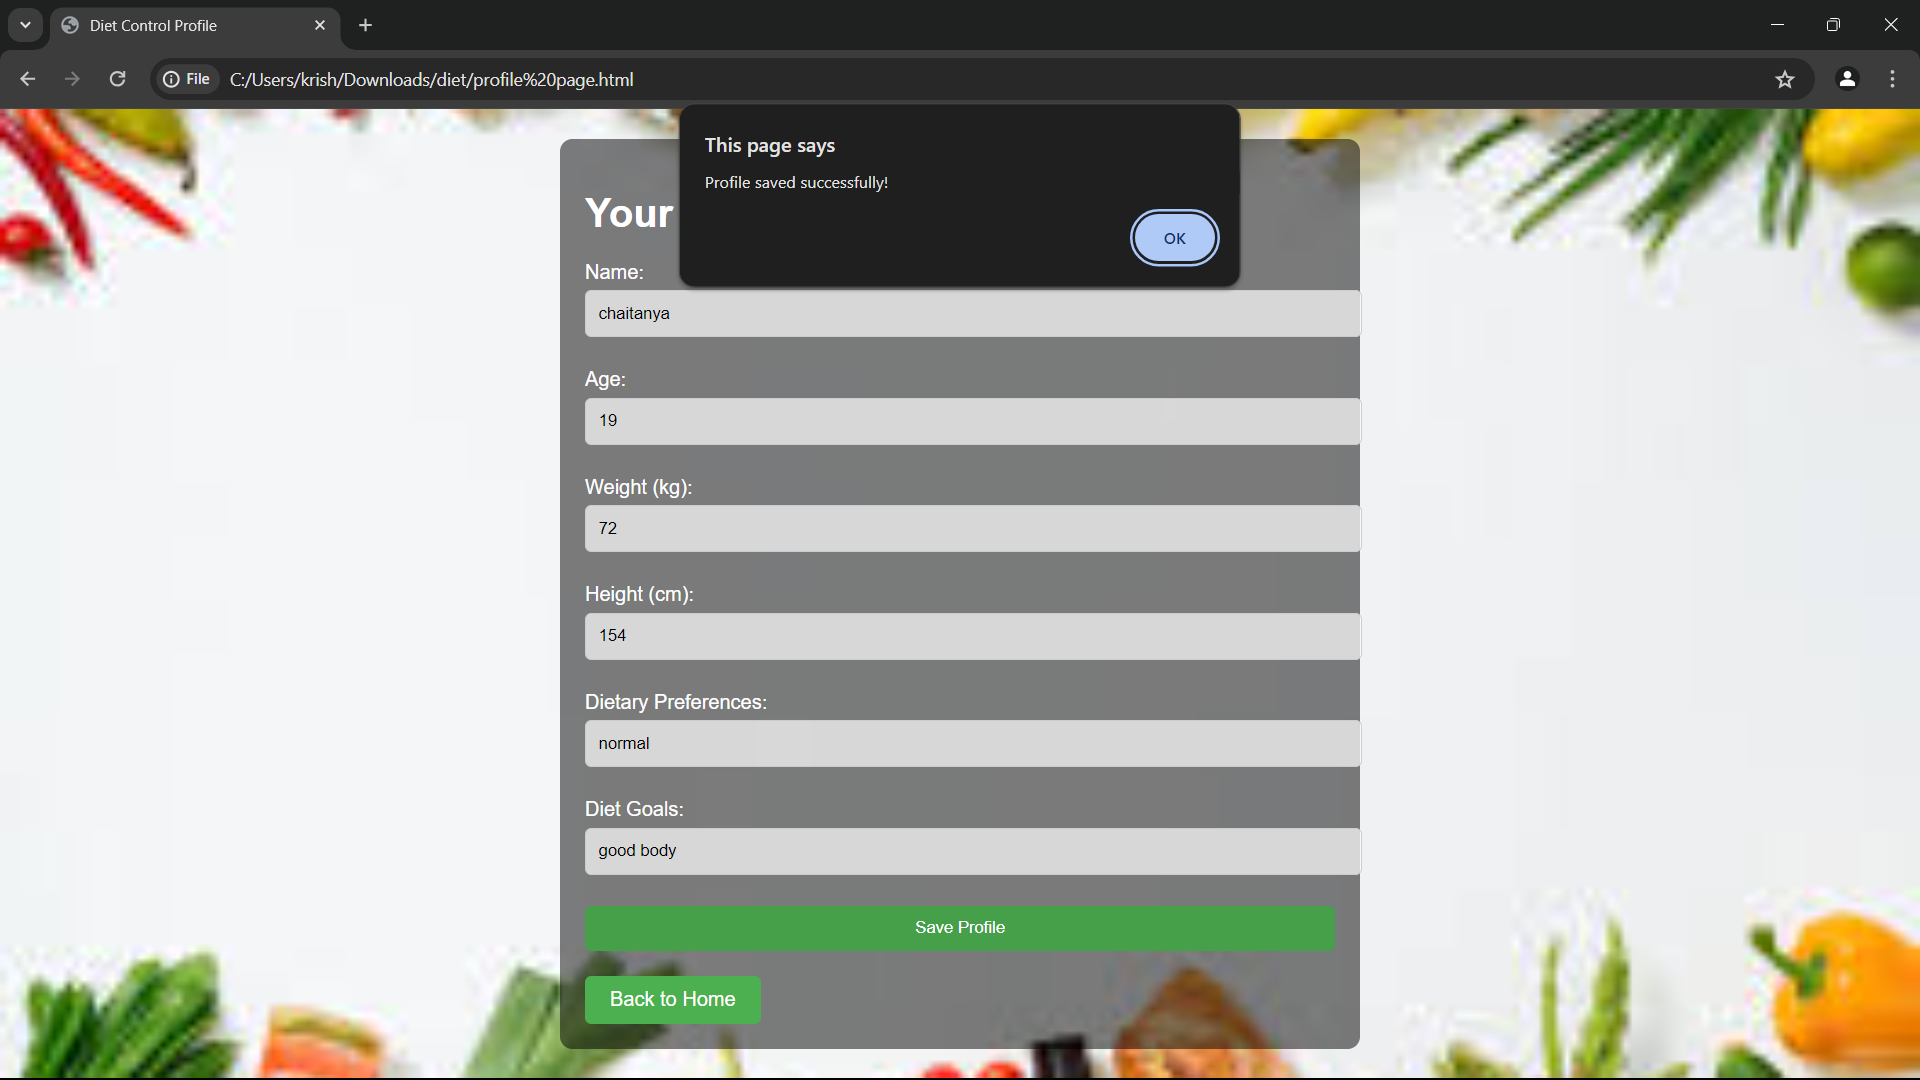 Diet Control Profile
File
C:/Users/krish/Downloads/diet/profile%20page.html
This page says
Profile saved successfully!
OK
Your
Name:
chaitanya
Age:
19
Weight (kg):
72
Height (cm):
154
Dietary Preferences:
normal
Diet Goals:
good body
Save Profile
Back to Home